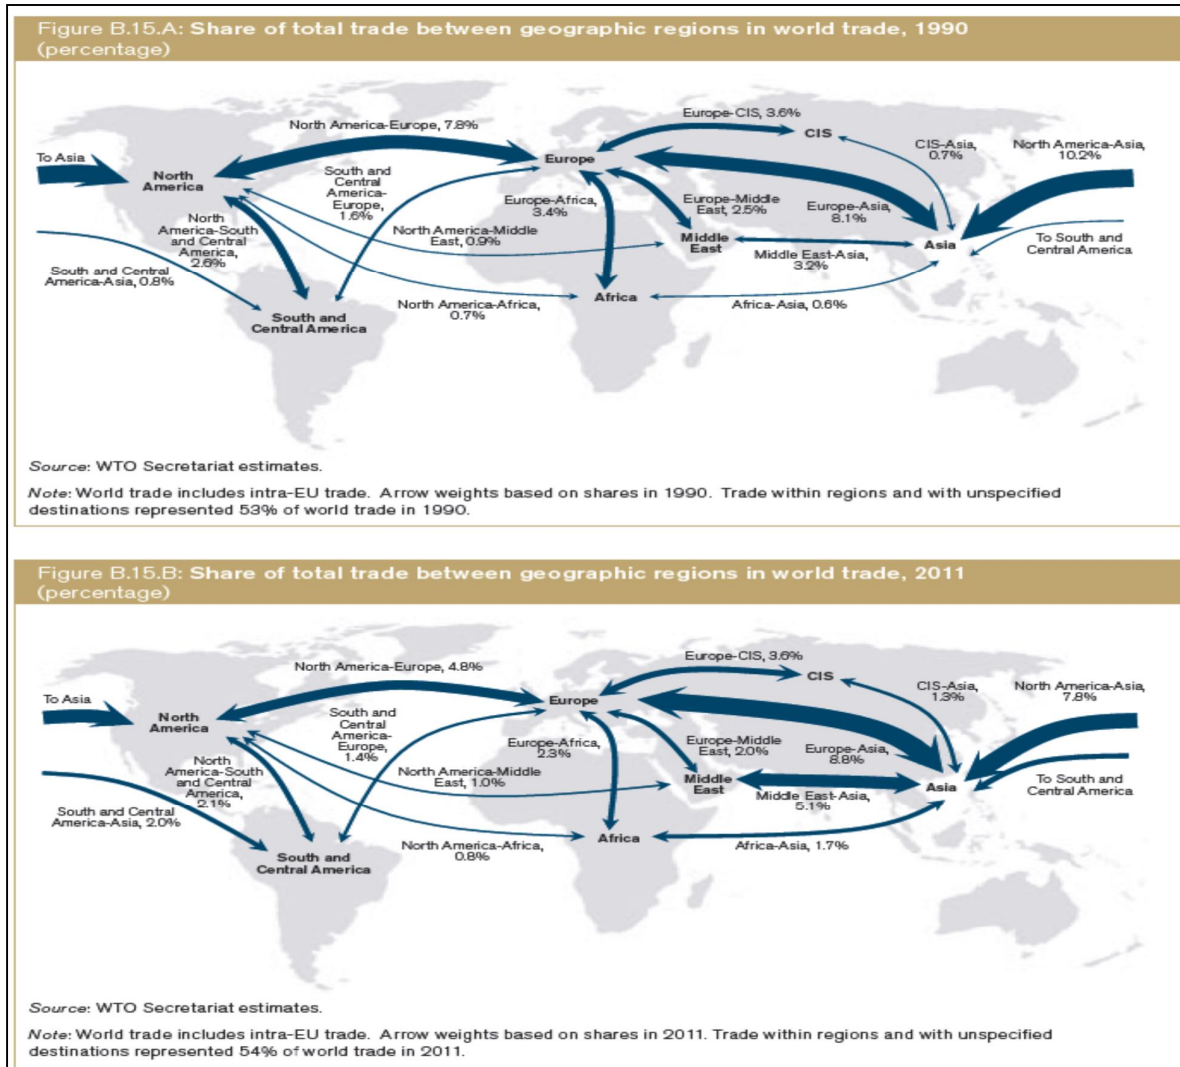 Figure B.15.A: Share of total trade between geographic regions in world trade, 1990
(percentage)
North America-Europe, 7.8%
Europe-CIS, 3.6%
CIS
CIS-Asia,
0.7%
North America-Asia,
10.2%
To Asia
North
America
South and
Central
America-
Europe,
1.6%
Europe
Europe-Africa,
3.4%
Europe-Middle
East, 2.5%
Europe-Asia,
8.1%
North
America-South
and Central
America,
2.6%
North America-Middle
East, 0.9%
Middle
East
Middle East-Asia,
3.2%
Asia
To South and
Central America
South and Central
America-Asia, 0.8%
South and
Central America
North America-Africa,
0.7%
Africa
Africa-Asia, 0.6%
Source: WTO Secretariat estimates.
Note: World trade includes intra-EU trade. Arrow weights based on shares in 1990. Trade within regions and with unspecified
destinations represented 53% of world trade in 1990.
Figure B.15.B: Share of total trade between geographic regions in world trade, 2011
(percentage)
North America-Europe, 4.8%
Europe-CIS, 3.6%
CIS
CIS-Asia,
1.3%
North America-Asia,
7.8%
To Asia
North
America
South and
Central
America-
Europe,
1.4%
Europe
Europe-Africa,
2.3%
Europe-Middle
East, 2.0%
Europe-Asia,
8.8%
North
America-South
and Central
America,
2.1%
North America-Middle
East, 1.0%
Middle
East
Middle East-Asia,
5.1%
Asia
To South and
Central America
South and Central
America-Asia, 2.0%
South and
Central America
North America-Africa,
0.8%
Africa
Africa-Asia, 1.7%
Source: WTO Secretariat estimates.
Note: World trade includes intra-EU trade. Arrow weights based on shares in 2011. Trade within regions and with unspecified
destinations represented 54% of world trade in 2011.